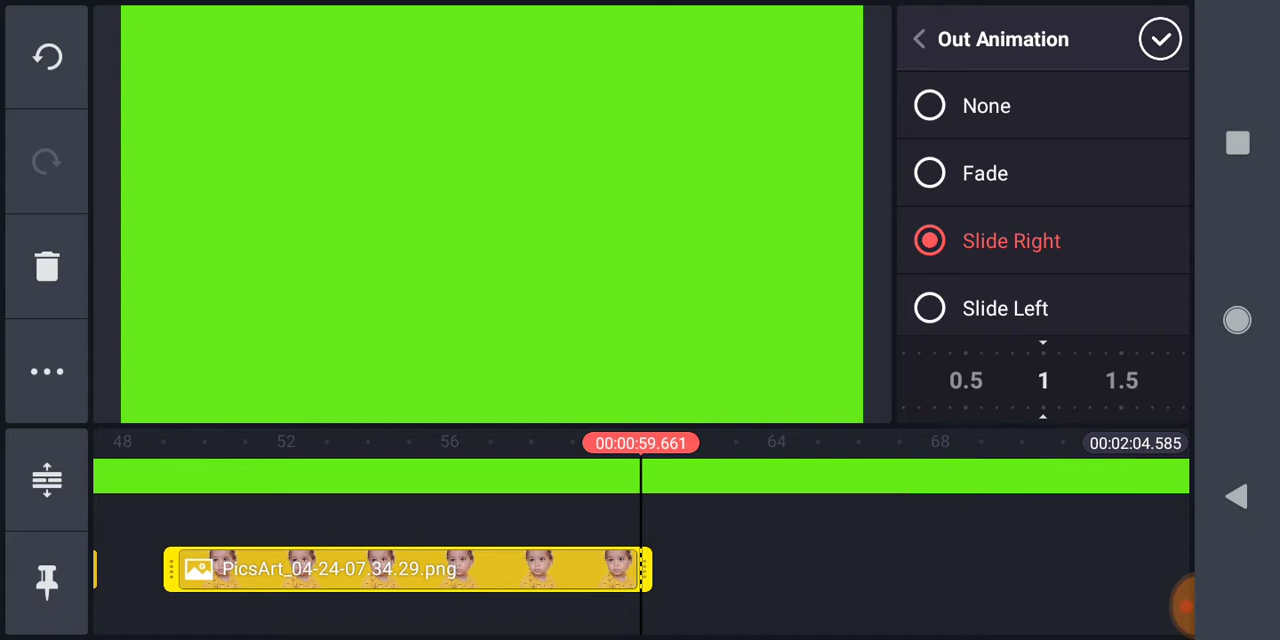 Out Animation
None
Fade
Slide Right
Slide Left
0.5 1 1.5
48 52 56 00:00:59.661 64 68 00:02:04.585
PicsArt_04-24-07.34.29.png